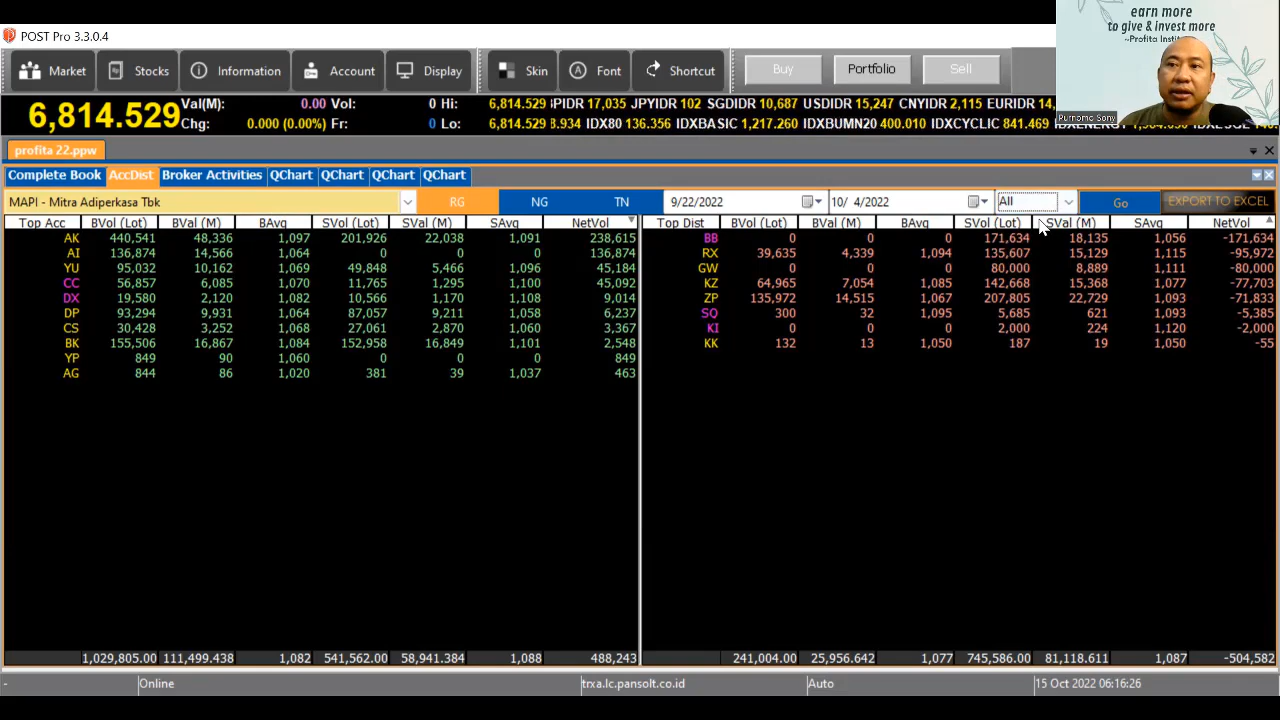 earn more
to give & invest more
~Profita Insti
Purnomo Sony
POST Pro 3.3.0.4
Market Stocks Information Account Display Skin Font Shortcut Buy Portfolio Sell
6,814.529 Val(M): 0.00 Vol: 0 Hi: 6,814.529 IPIDR 17,035 JPYIDR 102 SGDIDR 10,687 USDIDR 15,247 CNYIDR 2,115 EURIDR 14,
Chg: 0.000 (0.00%) Fr: 0 Lo: 6,814.529 8.934 IDX80 136.356 IDXBASIC 1,217.260 IDXBUMN20 400.010 IDXCYCLIC 841.469
profita 22.ppw
Complete Book AccDist Broker Activities QChart QChart QChart QChart
MAPI - Mitra Adiperkasa Tbk RG NG TN 9/22/2022 10/ 4/2022 All Go EXPORT TO EXCEL
Top Acc BVol (Lot) BVal (M) BAvg SVol (Lot) SVal (M) SAvg NetVol Top Dist BVol (Lot) BVal (M) BAvg SVol (Lot) SVal (M) SAvg NetVol
AK 440,541 48,336 1,097 201,926 22,038 1,091 238,615 BB 0 0 0 171,634 18,135 1,056 -171,634
AI 136,874 14,566 1,064 0 0 0 136,874 RX 39,635 4,339 1,094 135,607 15,129 1,115 -95,972
YU 95,032 10,162 1,069 49,848 5,466 1,096 45,184 GW 0 0 0 80,000 8,889 1,111 -80,000
CC 56,857 6,085 1,070 11,765 1,295 1,100 45,092 KZ 64,965 7,054 1,085 142,668 15,368 1,077 -77,703
DX 19,580 2,120 1,082 10,566 1,170 1,108 9,014 ZP 135,972 14,515 1,067 207,805 22,729 1,093 -71,833
DP 93,294 9,931 1,064 87,057 9,211 1,058 6,237 SQ 300 32 1,095 5,685 621 1,093 -5,385
CS 30,428 3,252 1,068 27,061 2,870 1,060 3,367 KI 0 0 0 2,000 224 1,120 -2,000
BK 155,506 16,867 1,084 152,958 16,849 1,101 2,548 KK 132 13 1,050 187 19 1,050 -55
YP 849 90 1,060 0 0 0 849
AG 844 86 1,020 381 39 1,037 463
1,029,805.00 111,499.438 1,082 541,562.00 58,941.384 1,088 488,243 241,004.00 25,956.642 1,077 745,586.00 81,118.611 1,087 -504,582
- Online trxa.lc.pansolt.co.id Auto 15 Oct 2022 06:16:26